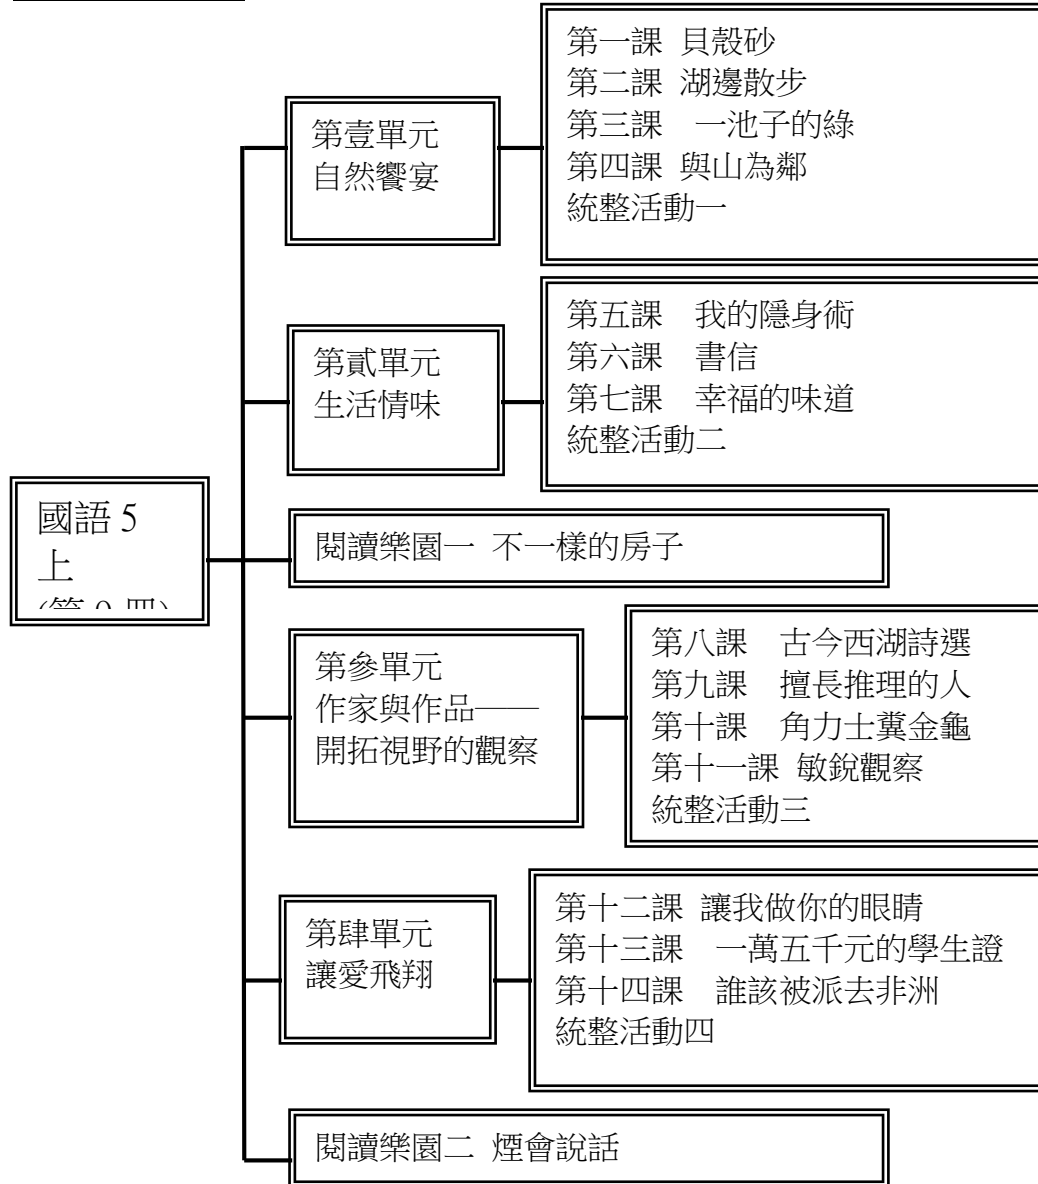 國語 5
上
第壹單元
自然饗宴
第一課 貝殼砂
第二課 湖邊散步
第三課 一池子的綠
第四課 與山為鄰
統整活動一
第貳單元
生活情味
第五課 我的隱身術
第六課 書信
第七課 幸福的味道
統整活動二
閱讀樂園一 不一樣的房子
第參單元
作家與作品——
開拓視野的觀察
第八課 古今西湖詩選
第九課 擅長推理的人
第十課 角力士糞金龜
第十一課 敏銳觀察
統整活動三
第肆單元
讓愛飛翔
第十二課 讓我做你的眼睛
第十三課 一萬五千元的學生證
第十四課 誰該被派去非洲
統整活動四
閱讀樂園二 煙會說話